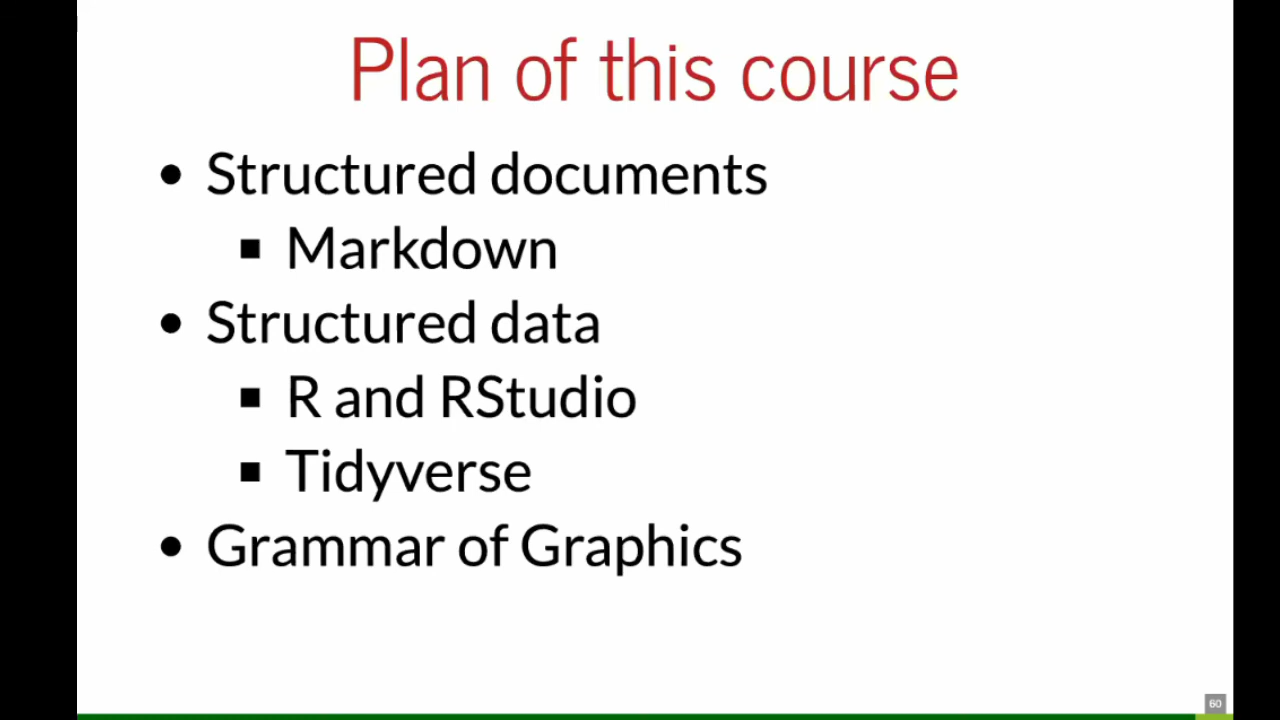 Plan of this course
• Structured documents
▪ Markdown
• Structured data
▪ R and RStudio
▪ Tidyverse
• Grammar of Graphics
60